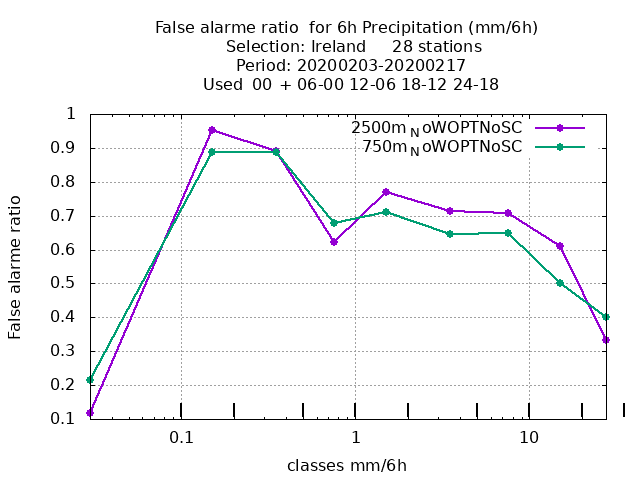 False alarme ratio  for 6h Precipitation (mm/6h)
Selection: Ireland     28 stations
Period: 20200203-20200217
Used  00 + 06-00 12-06 18-12 24-18
2500m_NoWOPTNoSC
750m_NoWOPTNoSC
1
0.9
0.8
0.7
0.6
0.5
0.4
0.3
0.2
0.1
False alarme ratio
0.1 1 10
classes mm/6h